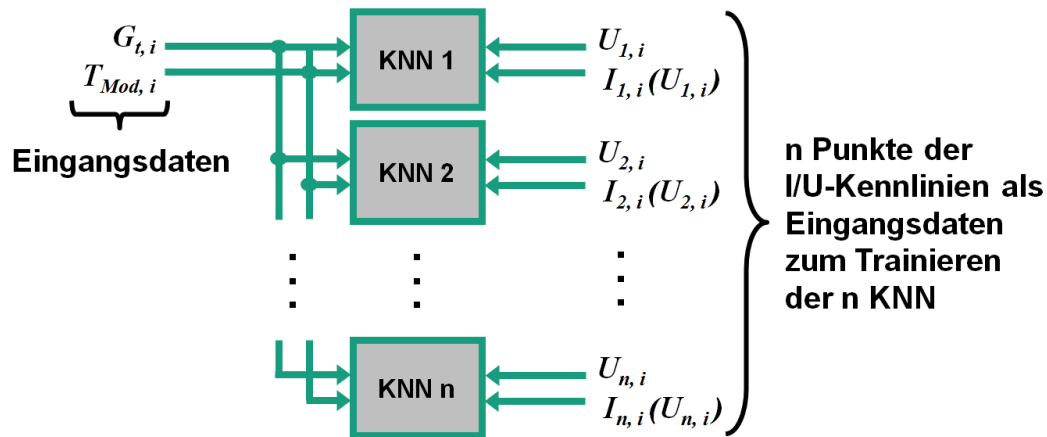 G_{t, i}
T_{Mod, i}
Eingangsdaten
KNN 1
U_{1, i}
I_{1, i}(U_{1, i})
KNN 2
U_{2, i}
I_{2, i}(U_{2, i})
KNN n
U_{n, i}
I_{n, i}(U_{n, i})
n Punkte der
I/U-Kennlinien als
Eingangsdaten
zum Trainieren
der n KNN